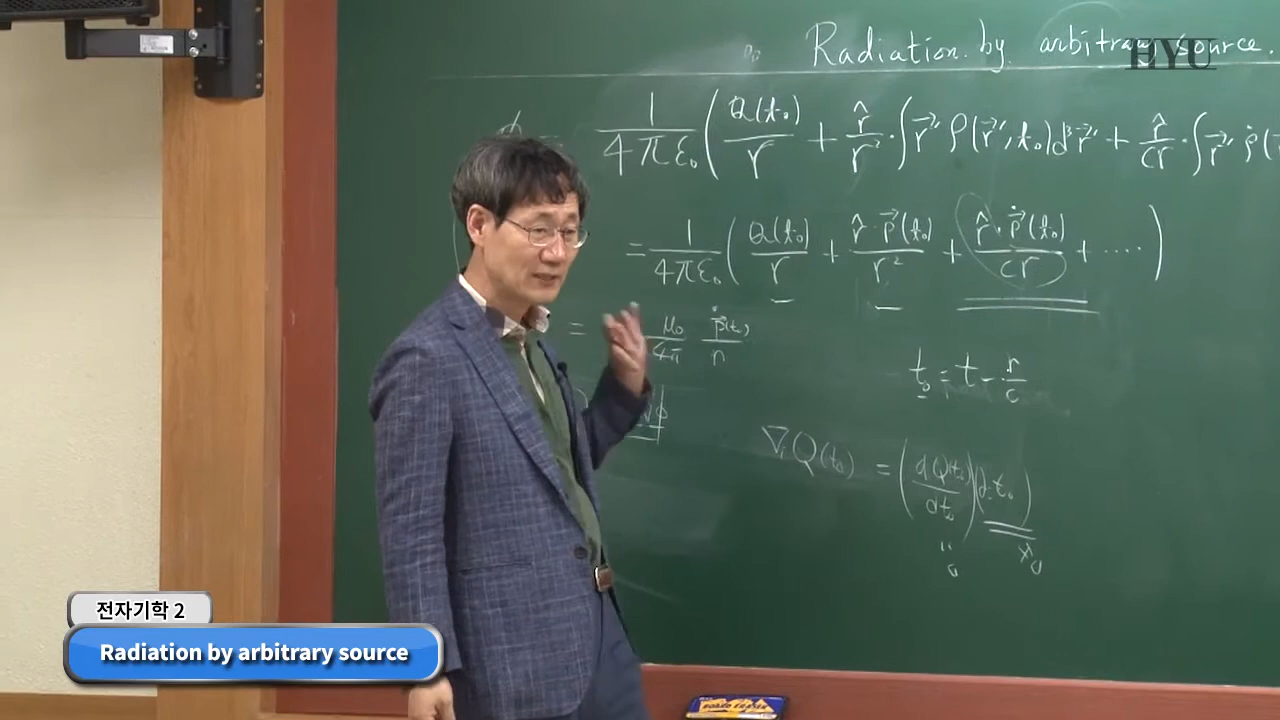 Radiation by arbitrary source.
HYU
φ = 1/4πε₀ ( Q(t₀)/r + r̂/r² · ∫ r⃗' ρ(r⃗', t₀) d³r⃗' + r̂/cr · ∫ r⃗' ρ̇(
= 1/4πε₀ ( Q(t₀)/r + r̂ · p⃗(t₀)/r² + r̂ · p⃗̇(t₀)/cr + ···· )
= μ₀/4π p⃗̇(t₀)/r
t₀ = t - r/c
∇Q(t₀) = ( dQ(t₀)/dt₀ )( ∂ᵢt₀ )
전자기학 2
Radiation by arbitrary source